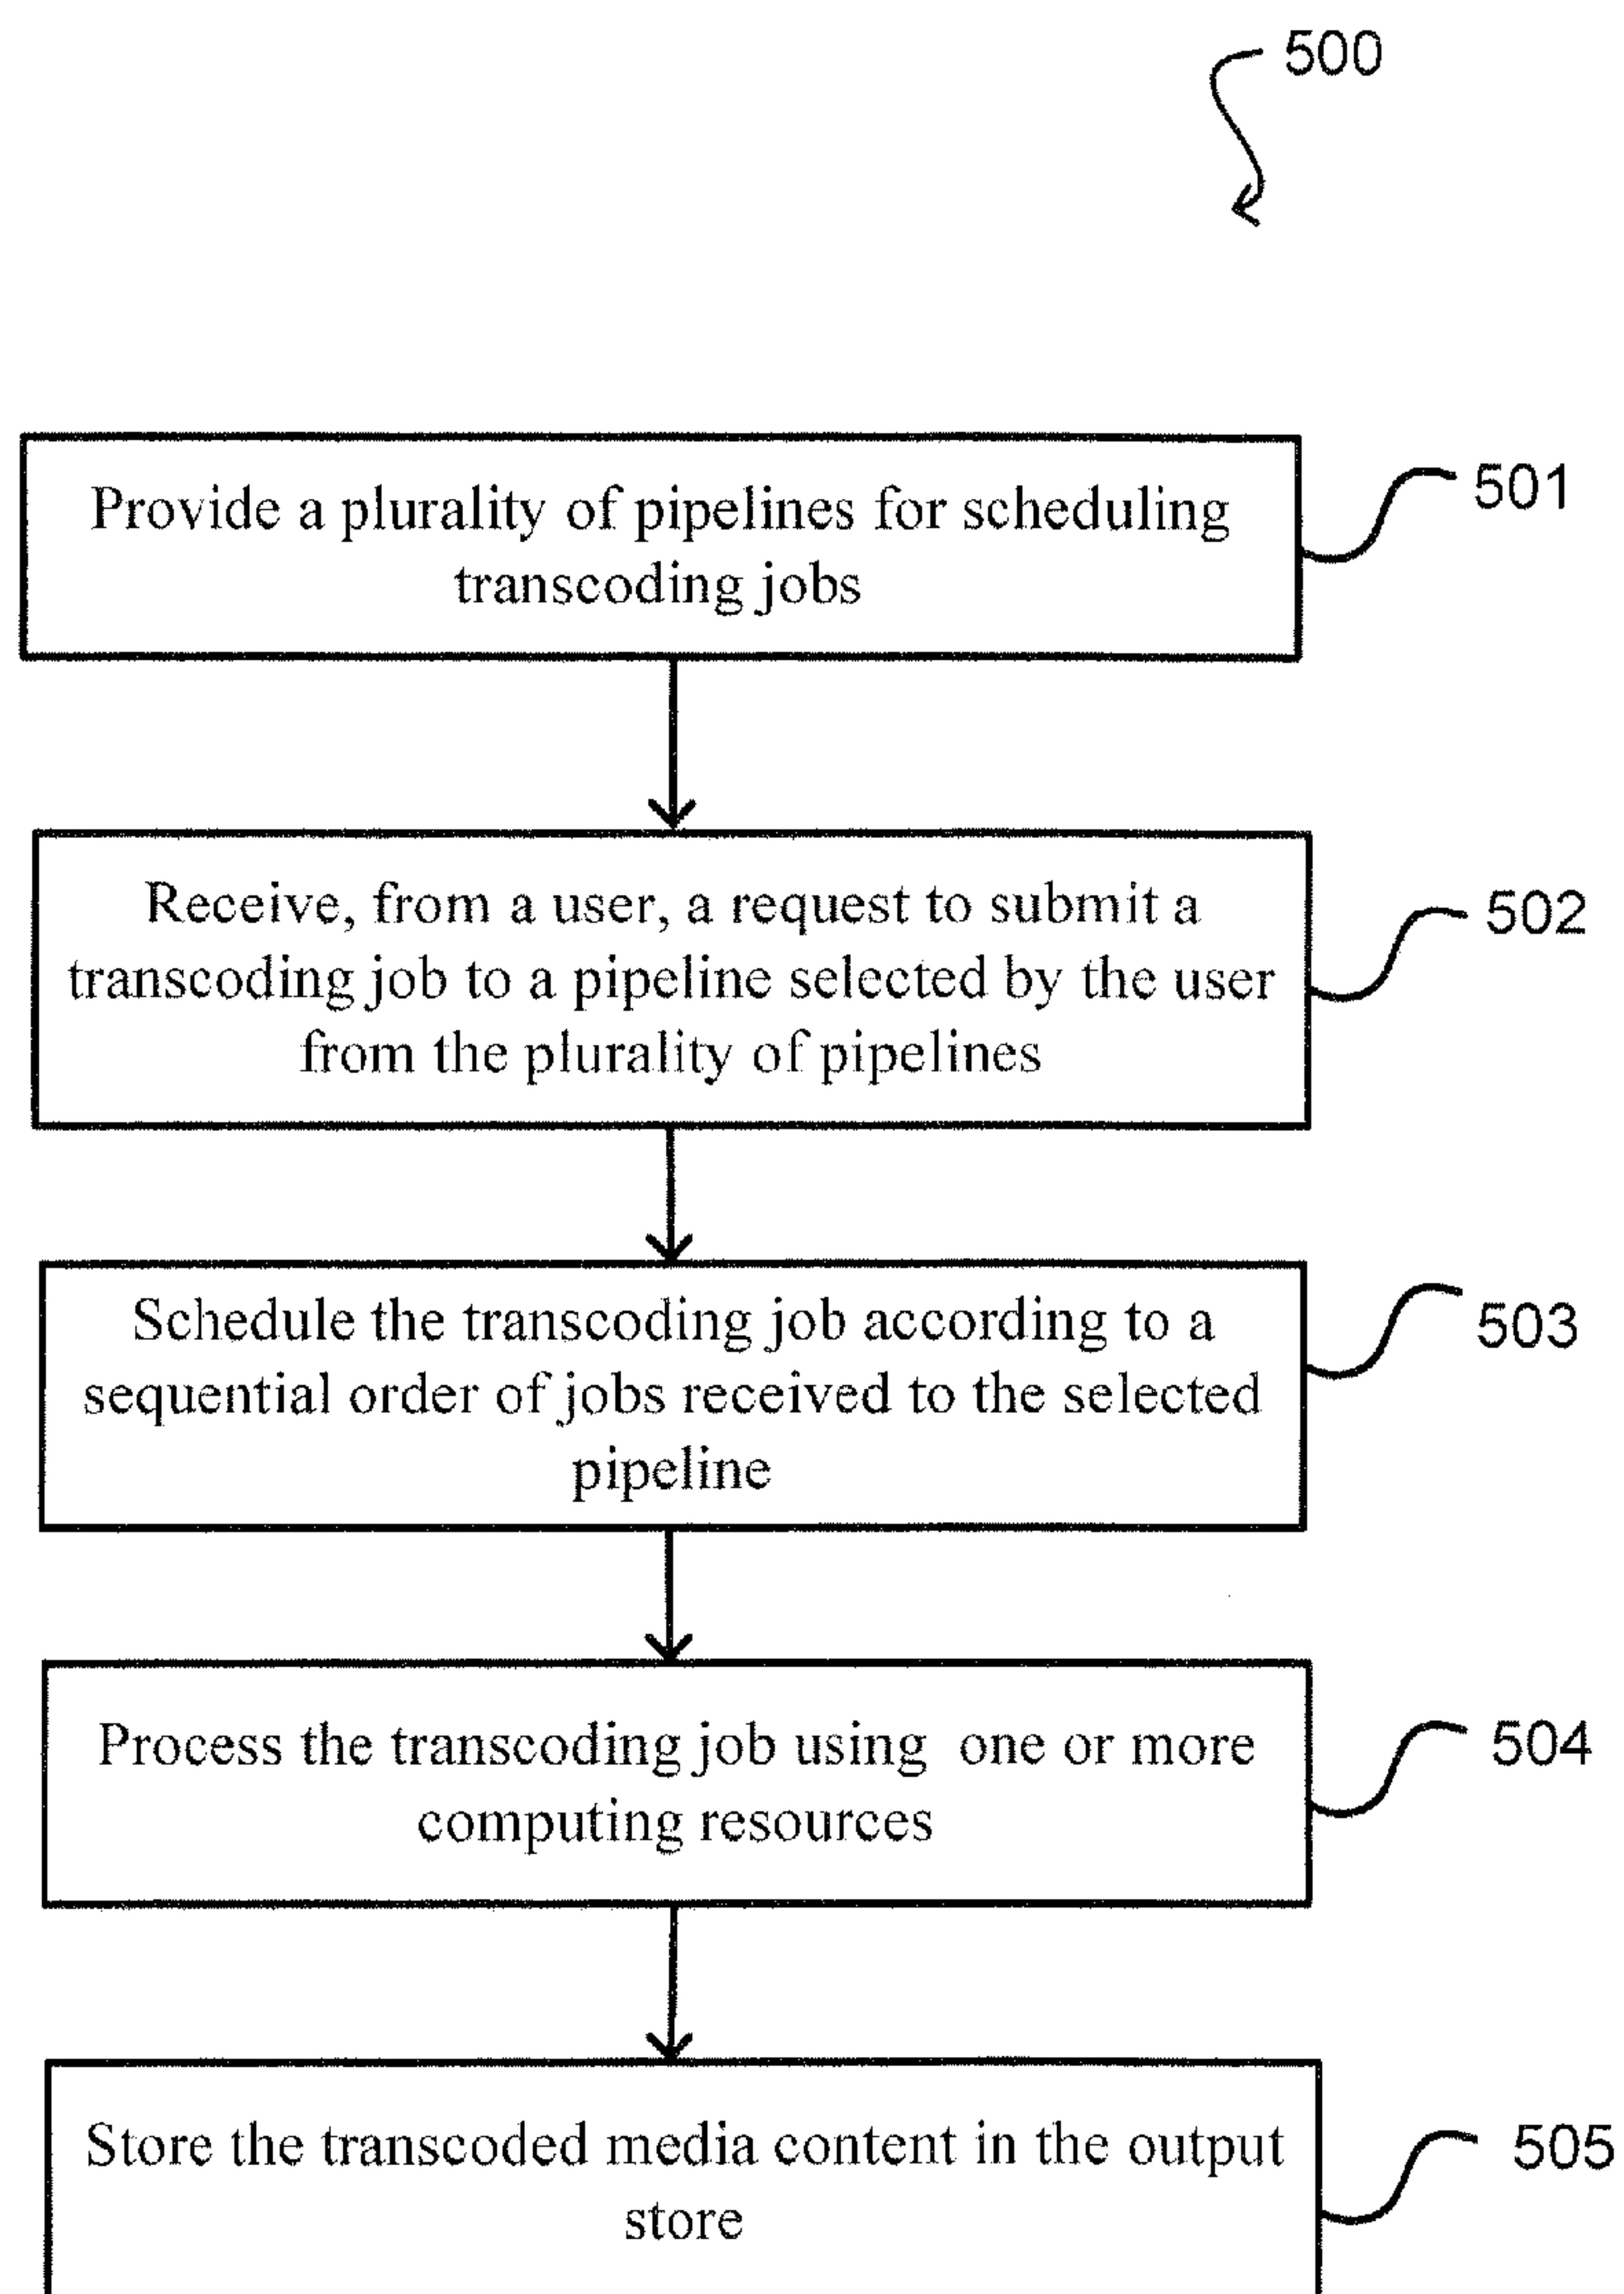 500
Provide a plurality of pipelines for scheduling
transcoding jobs
501
Receive, from a user, a request to submit a
transcoding job to a pipeline selected by the user
from the plurality of pipelines
502
Schedule the transcoding job according to a
sequential order of jobs received to the selected
pipeline
503
Process the transcoding job using one or more
computing resources
504
Store the transcoded media content in the output
store
505